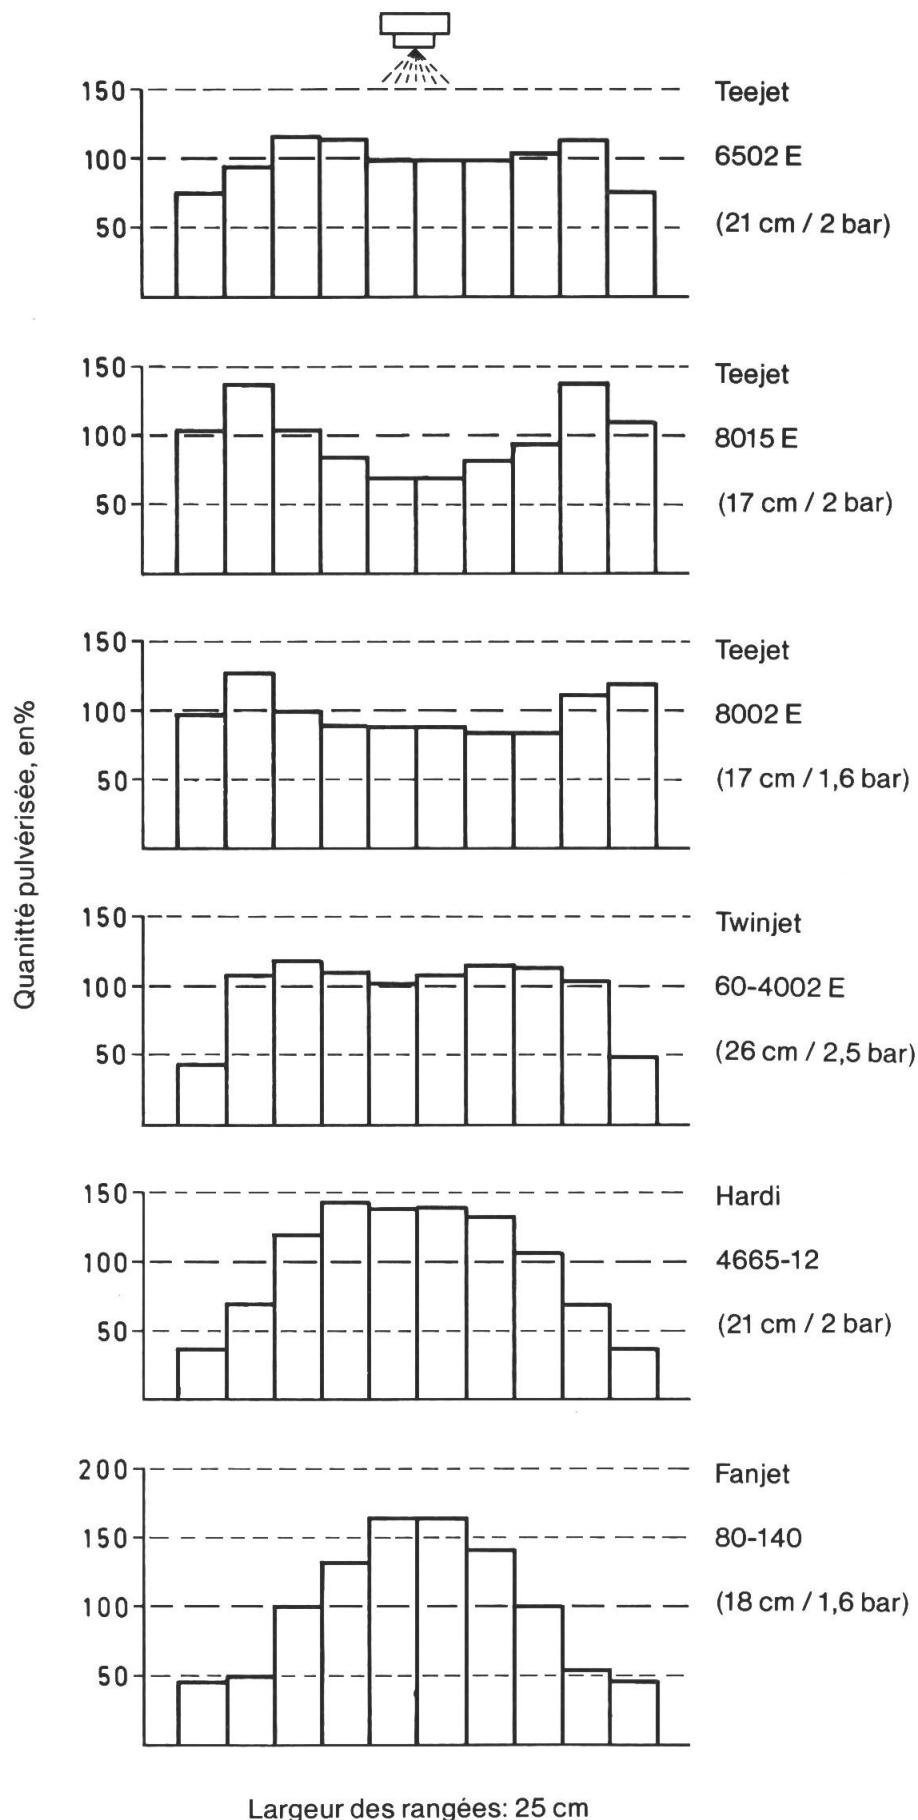 150
100
50
Teejet
6502 E
(21 cm / 2 bar)
150
100
50
Teejet
8015 E
(17 cm / 2 bar)
150
100
50
Teejet
8002 E
(17 cm / 1,6 bar)
Quanitté pulvérisée, en%
150
100
50
Twinjet
60-4002 E
(26 cm / 2,5 bar)
150
100
50
Hardi
4665-12
(21 cm / 2 bar)
200
150
100
50
Fanjet
80-140
(18 cm / 1,6 bar)
Largeur des rangées: 25 cm